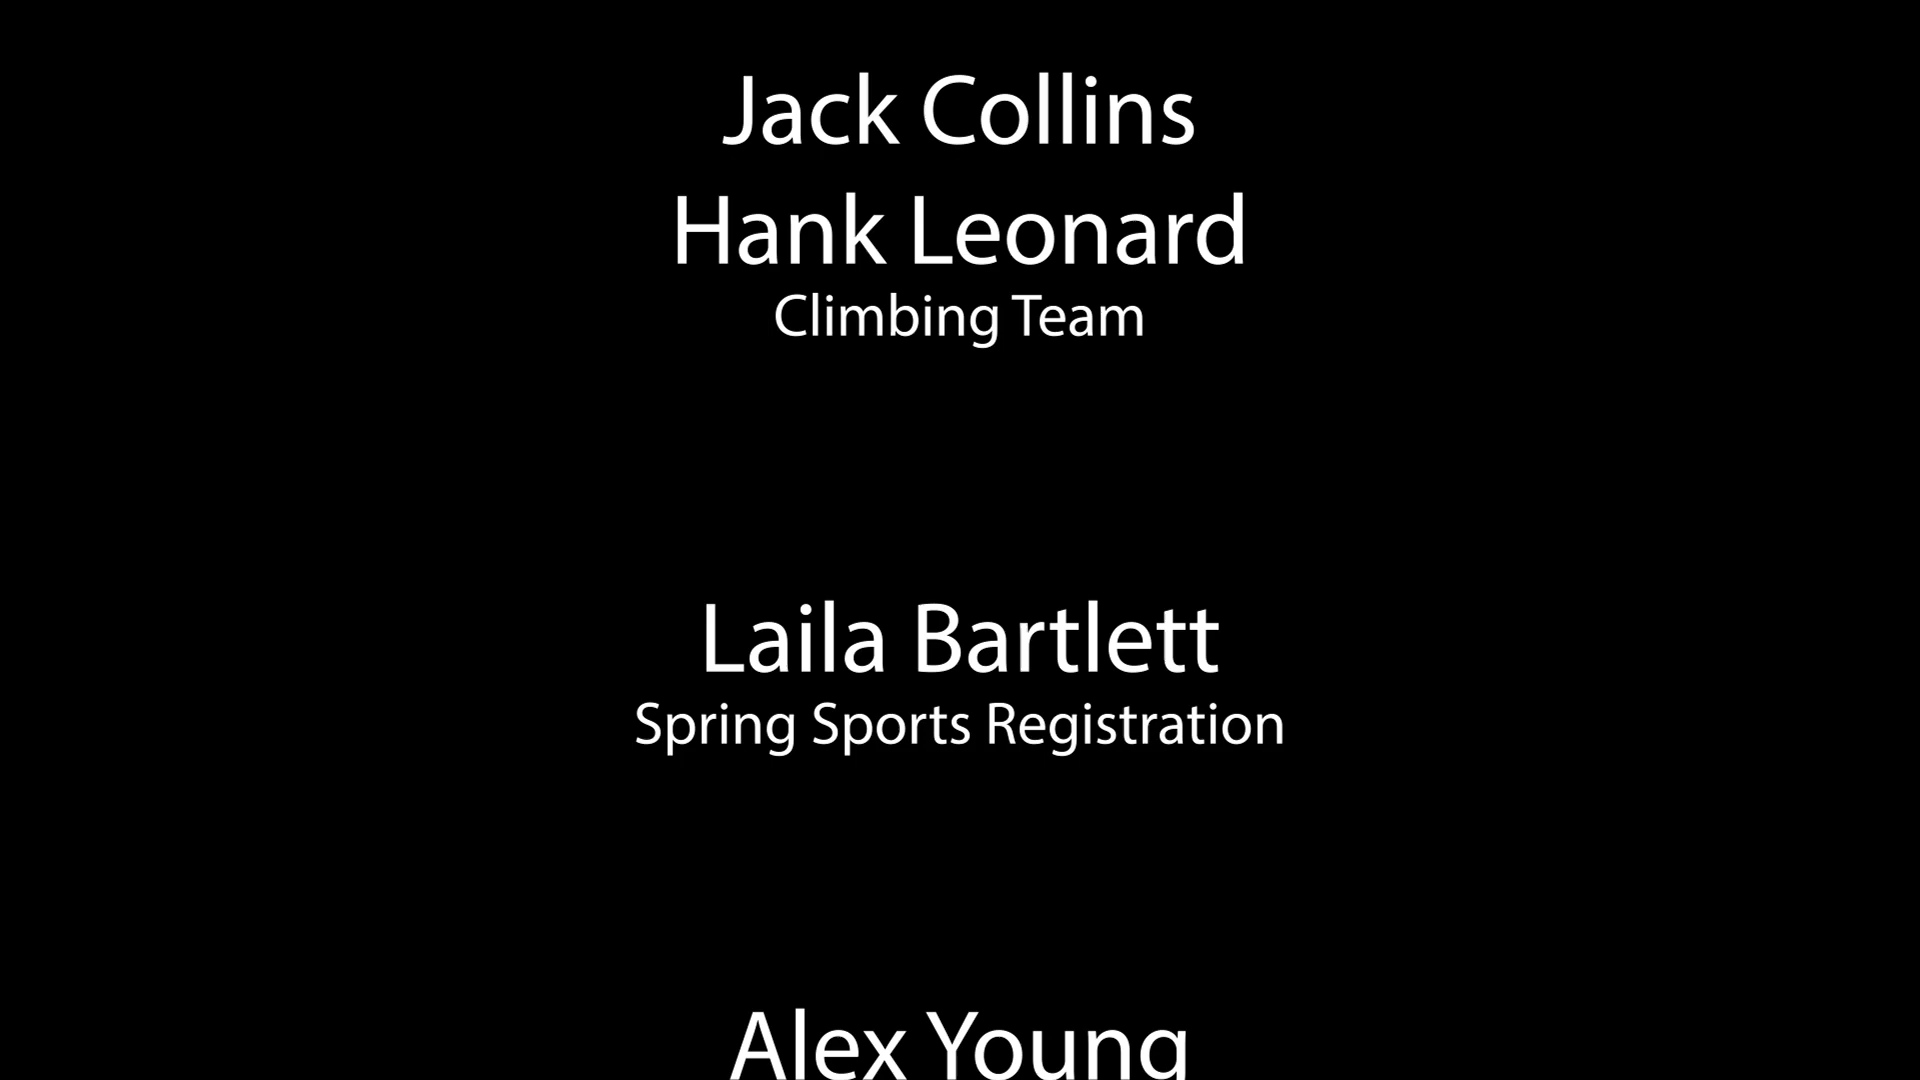 Jack Collins
Hank Leonard
Climbing Team
Laila Bartlett
Spring Sports Registration
Alex Young